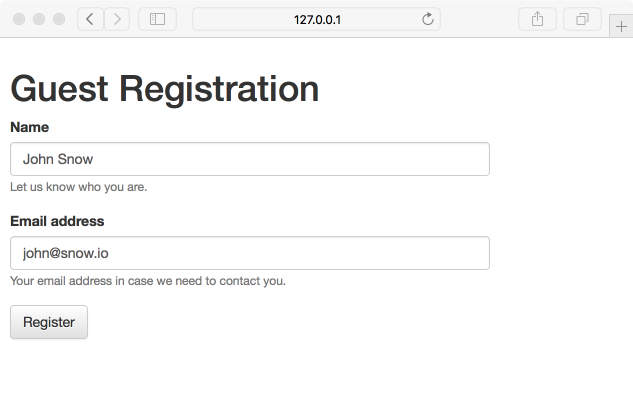 127.0.0.1
Guest Registration
Name
John Snow
Let us know who you are.
Email address
john@snow.io
Your email address in case we need to contact you.
Register